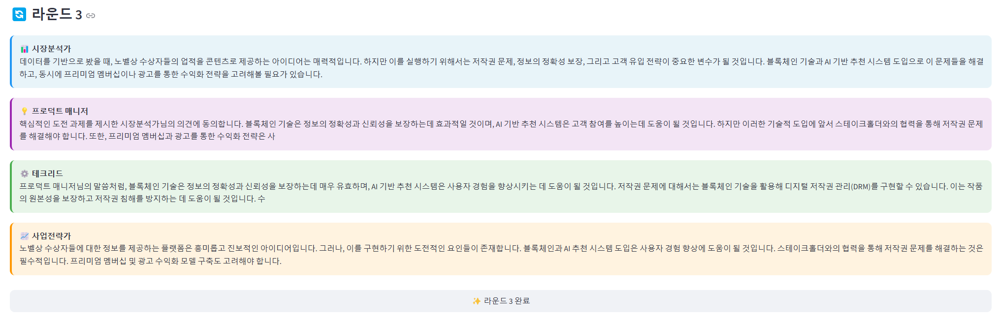 라운드 3
시장분석가
데이터를 기반으로 봤을 때, 노벨상 수상자들의 업적을 콘텐츠로 제공하는 아이디어는 매력적입니다. 하지만 이를 실행하기 위해서는 저작권 문제, 정보의 정확성 보장, 그리고 고객 유입 전략이 중요한 변수가 될 것입니다. 블록체인 기술과 AI 기반 추천 시스템 도입으로 이 문제들을 해결
하고, 동시에 프리미엄 멤버십이나 광고를 통한 수익화 전략을 고려해볼 필요가 있습니다.
프로덕트 매니저
핵심적인 도전 과제를 제시한 시장분석가님의 의견에 동의합니다. 블록체인 기술은 정보의 정확성과 신뢰성을 보장하는데 효과적일 것이며, AI 기반 추천 시스템은 고객 참여를 높이는데 도움이 될 것입니다. 하지만 이러한 기술적 도입에 앞서 스테이크홀더와의 협력을 통해 저작권 문제
를 해결해야 합니다. 또한, 프리미엄 멤버십과 광고를 통한 수익화 전략은 사
테크리드
프로덕트 매니저님의 말씀처럼, 블록체인 기술은 정보의 정확성과 신뢰성을 보장하는데 매우 유효하며, AI 기반 추천 시스템은 사용자 경험을 향상시키는 데 도움이 될 것입니다. 저작권 문제에 대해서는 블록체인 기술을 활용해 디지털 저작권 관리(DRM)를 구현할 수 있습니다. 이는 작품
의 원본성을 보장하고 저작권 침해를 방지하는 데 도움이 될 것입니다. 수
사업전략가
노벨상 수상자들에 대한 정보를 제공하는 플랫폼은 흥미롭고 진보적인 아이디어입니다. 그러나, 이를 구현하기 위한 도전적인 요인들이 존재합니다. 블록체인과 AI 추천 시스템 도입은 사용자 경험 향상에 도움이 될 것입니다. 스테이크홀더와의 협력을 통해 저작권 문제를 해결하는 것은
필수적입니다. 프리미엄 멤버십 및 광고 수익화 모델 구축도 고려해야 합니다.
라운드 3 완료